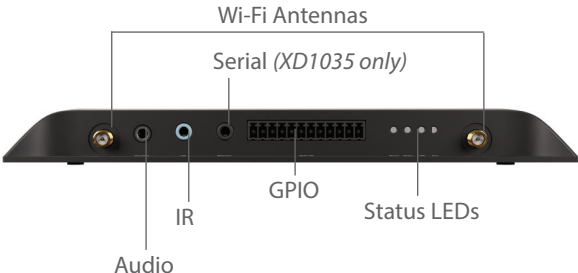 Wi-Fi Antennas
Serial (XD1035 only)
GPIO
Status LEDs
IR
Audio